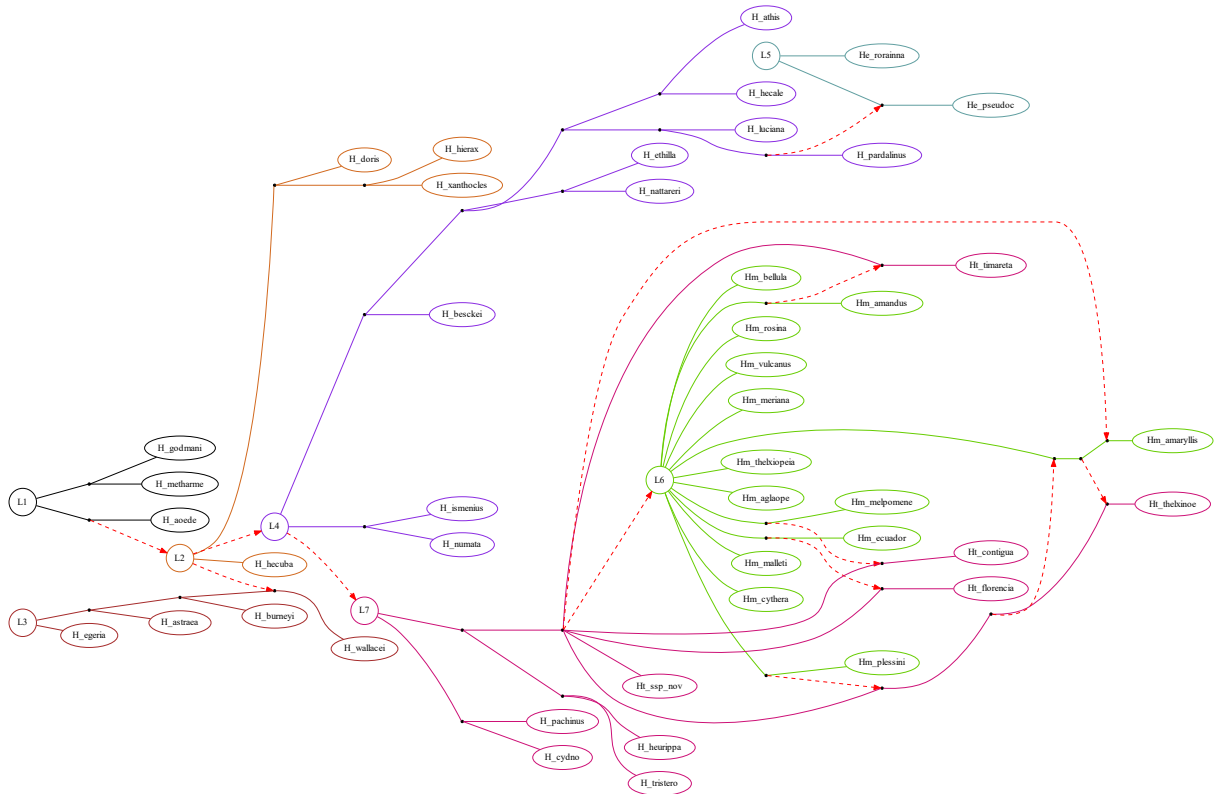 H_athis
L5
He_rorainna
H_hecale
He_pseudoc
H_luciana
H_hierax
H_doris
H_ethilla
H_pardalinus
H_xanthocles
H_nattareri
Ht_timareta
Hm_bellula
Hm_amandus
H_besckei
Hm_rosina
Hm_vulcanus
Hm_meriana
Hm_amaryllis
H_godmani
Hm_thelxiopeia
L6
H_metharme
Hm_aglaope
L1
Hm_melpomene
Ht_thelxinoe
H_ismenius
H_aoede
L4
Hm_ecuador
H_numata
Ht_contigua
L2
H_hecuba
Hm_malleti
Ht_florencia
Hm_cythera
L7
H_burneyi
L3
H_astraea
H_egeria
H_wallacei
Hm_plessini
Ht_ssp_nov
H_pachinus
H_heurippa
H_cydno
H_tristero